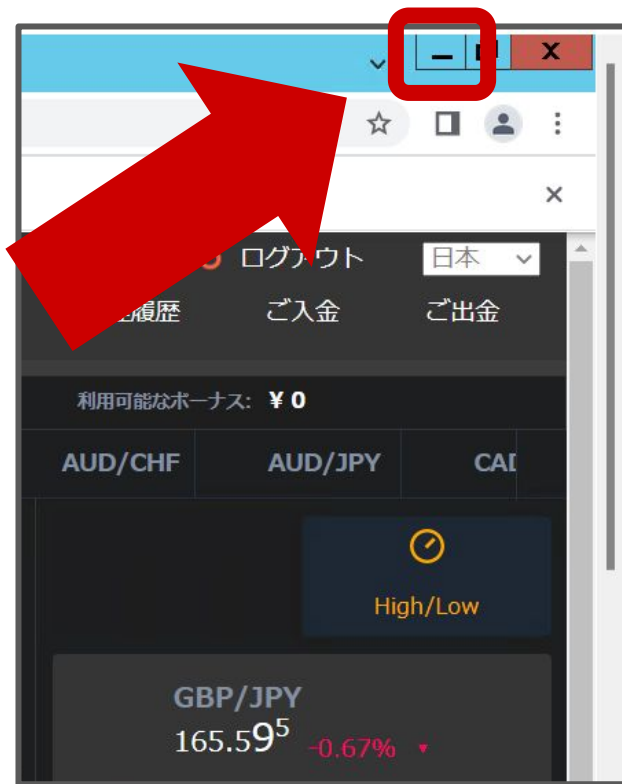 X
ログアウト 日本
履歴 ご入金 ご出金
利用可能なボーナス: ¥ 0
AUD/CHF AUD/JPY CAD
High/Low
GBP/JPY
165.595 -0.67%